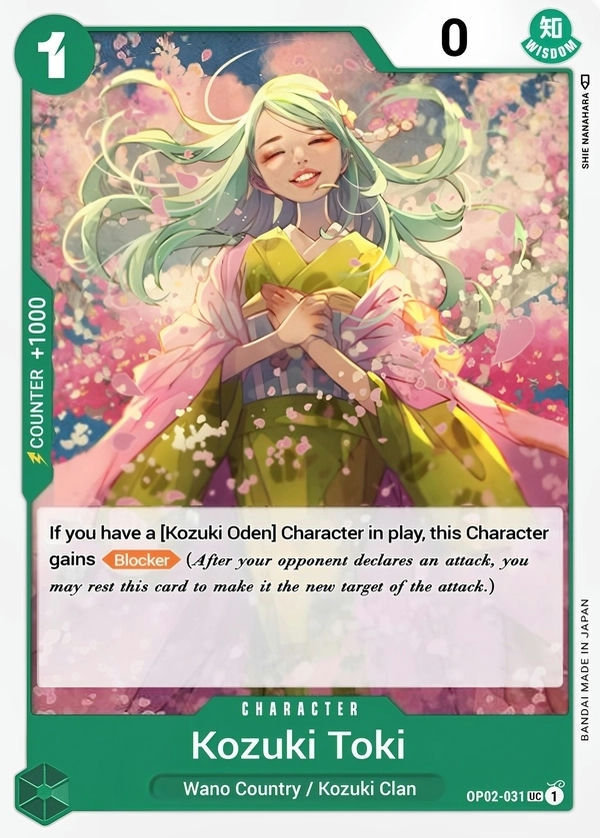 1
0
知
WISDOM
SHIE NANAHARA
COUNTER +1000
If you have a [Kozuki Oden] Character in play, this Character
gains Blocker (After your opponent declares an attack, you
may rest this card to make it the new target of the attack.)
BANDAI MADE IN JAPAN
CHARACTER
Kozuki Toki
Wano Country / Kozuki Clan
OP02-031 UC 1